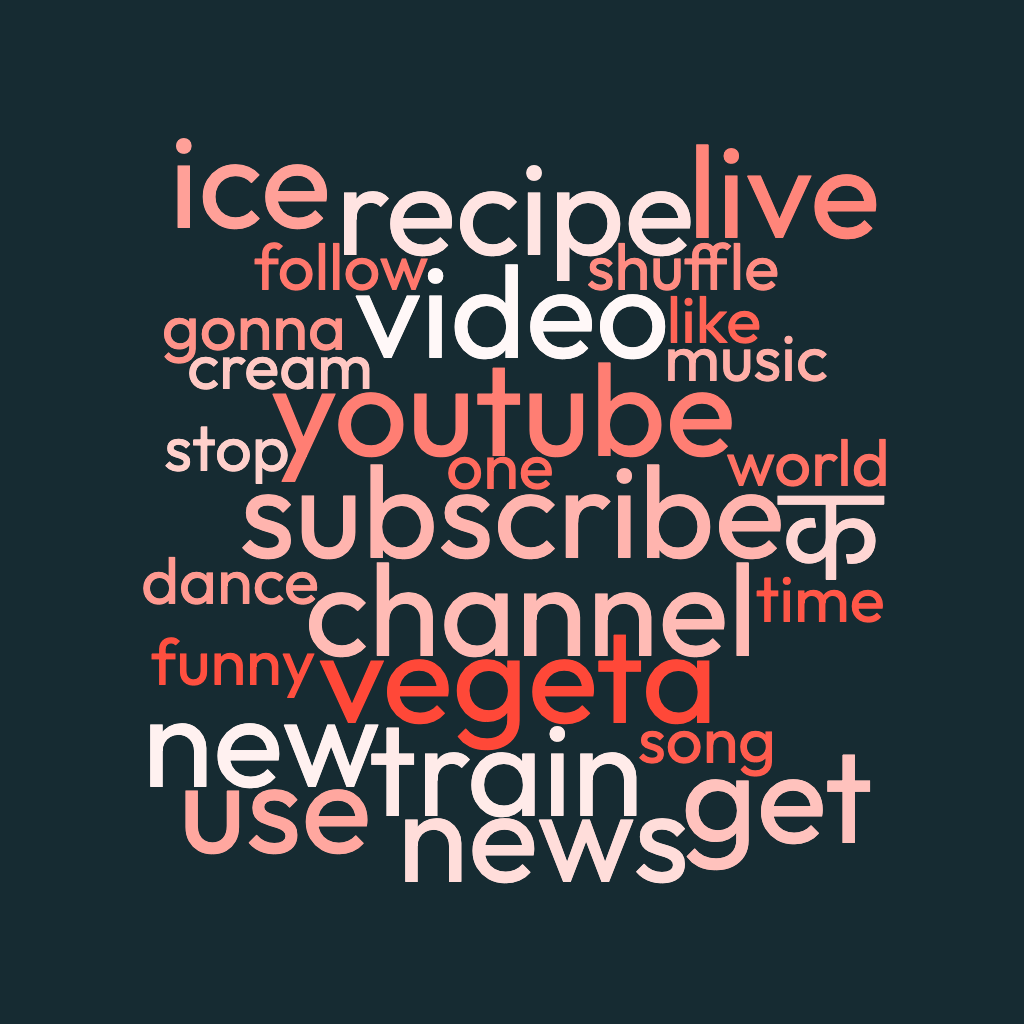 ice recipe live
follow shuffle
gonna video like
cream music
youtube
stop one world
subscribe क
dance channel time
funny vegeta
new train song
use news get